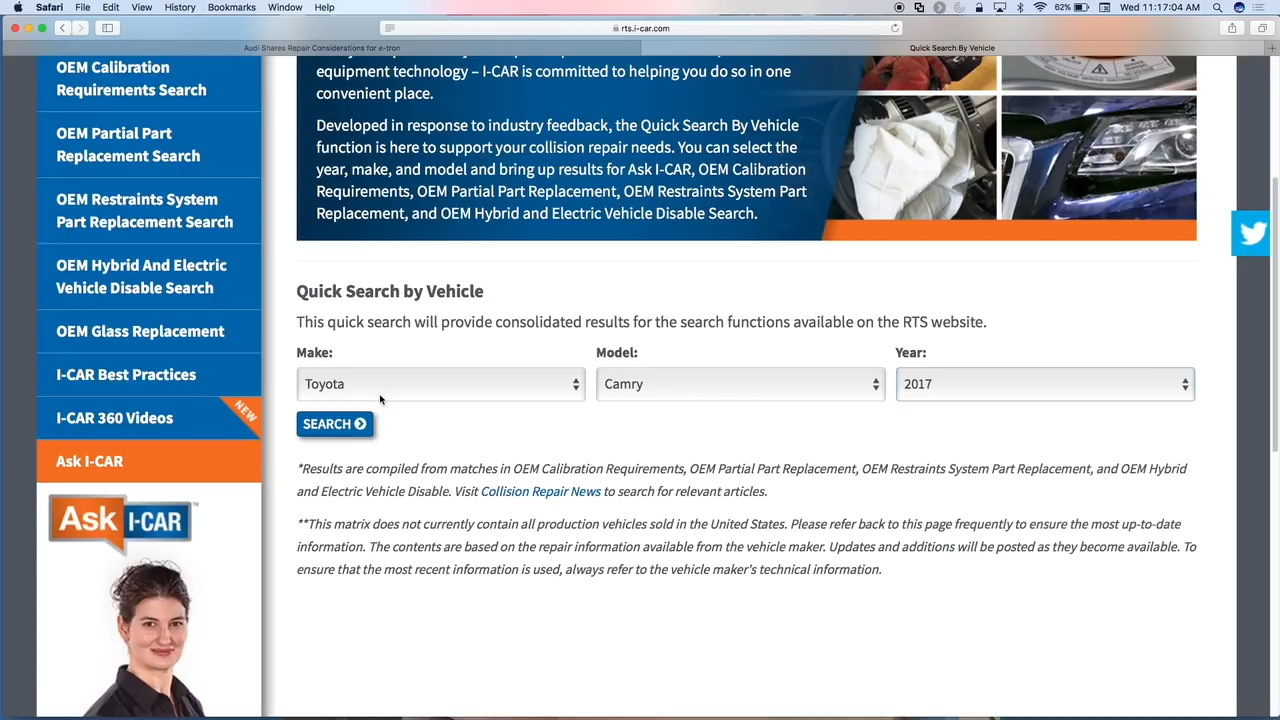 Safari File Edit View History Bookmarks Window Help 62% Wed 11:17:04 AM
rts.i-car.com
Audi Shares Repair Considerations for e-tron
Quick Search By Vehicle
OEM Calibration
Requirements Search
OEM Partial Part
Replacement Search
OEM Restraints System
Part Replacement Search
OEM Hybrid And Electric
Vehicle Disable Search
OEM Glass Replacement
I-CAR Best Practices
I-CAR 360 Videos
NEW
Ask I-CAR
Ask I-CAR™
equipment technology – I-CAR is committed to helping you do so in one
convenient place.
Developed in response to industry feedback, the Quick Search By Vehicle
function is here to support your collision repair needs. You can select the
year, make, and model and bring up results for Ask I-CAR, OEM Calibration
Requirements, OEM Partial Part Replacement, OEM Restraints System Part
Replacement, and OEM Hybrid and Electric Vehicle Disable Search.
Quick Search by Vehicle
This quick search will provide consolidated results for the search functions available on the RTS website.
Make: Model: Year:
Toyota Camry 2017
SEARCH
*Results are compiled from matches in OEM Calibration Requirements, OEM Partial Part Replacement, OEM Restraints System Part Replacement, and OEM Hybrid
and Electric Vehicle Disable. Visit Collision Repair News to search for relevant articles.
**This matrix does not currently contain all production vehicles sold in the United States. Please refer back to this page frequently to ensure the most up-to-date
information. The contents are based on the repair information available from the vehicle maker. Updates and additions will be posted as they become available. To
ensure that the most recent information is used, always refer to the vehicle maker's technical information.